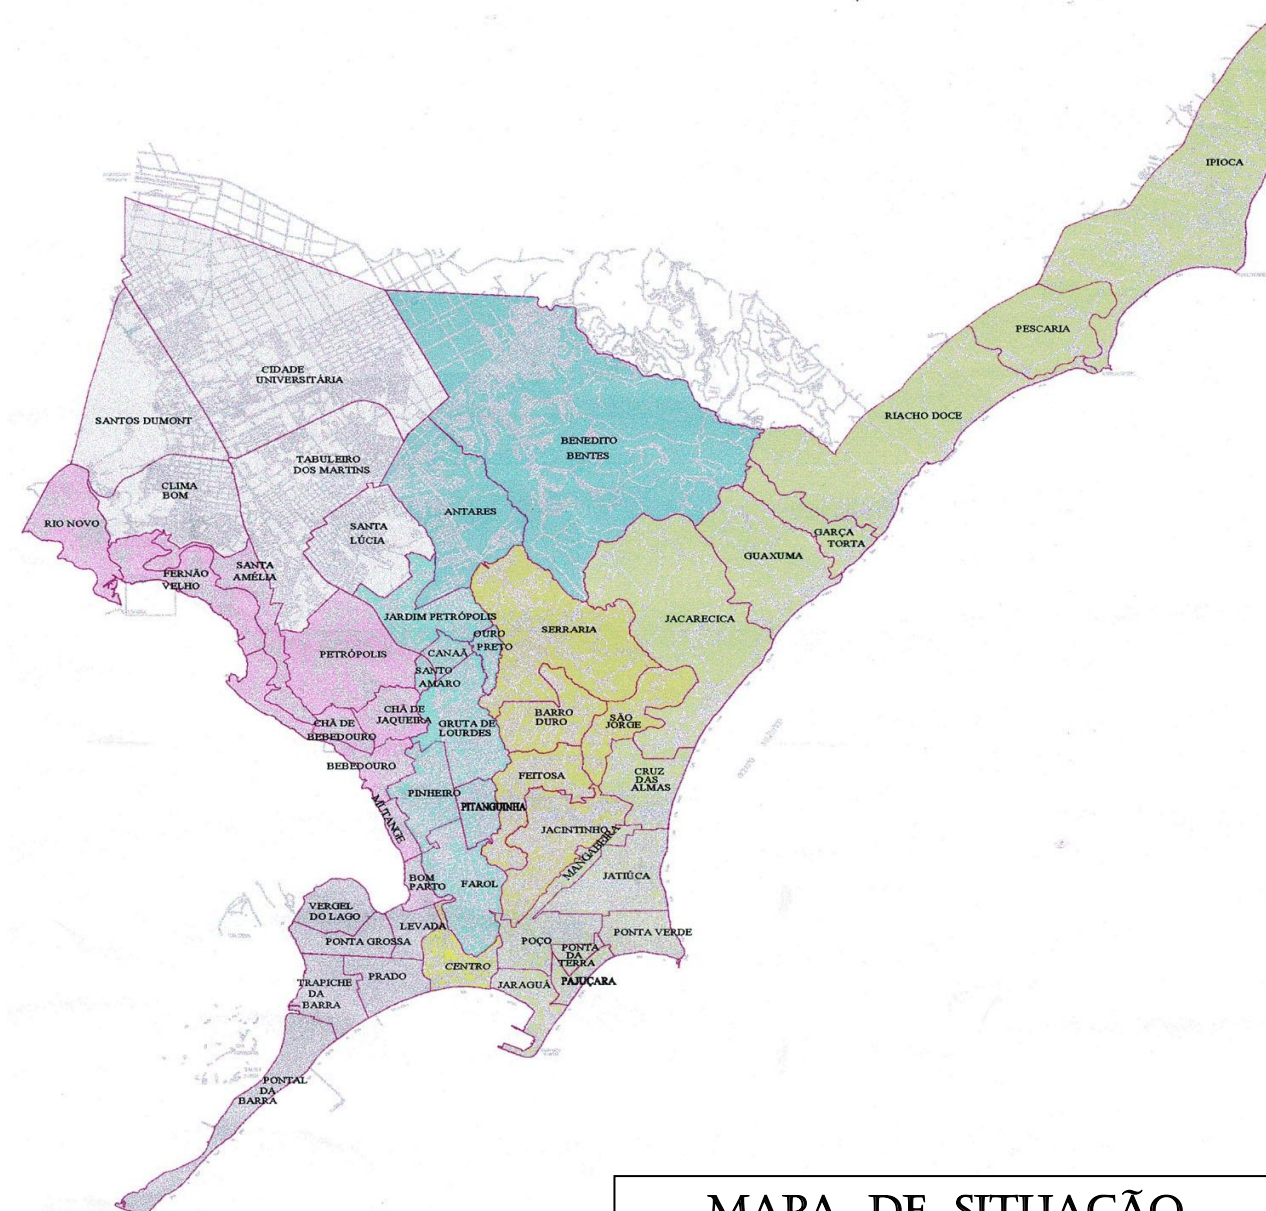 IPIOCA
PESCARIA
CIDADE
UNIVERSITÁRIA
SANTOS DUMONT
RIACHO DOCE
BENEDITO
BENTES
TABULEIRO
DOS MARTINS
CLIMA
BOM
ANTARES
RIO NOVO
SANTA
LÚCIA
GARÇA
TORTA
GUAXUMA
SANTA
AMÉLIA
FERNÃO
VELHO
JARDIM PETRÓPOLIS
JACARECICA
SERRARIA
OURO
PRETO
PETRÓPOLIS
CANAÃ
SANTO
AMARO
CHÃ DE
JAQUEIRA
BARRO
DURO
SÃO
JORGE
CHÃ DE
BEBEDOURO
GRUTA DE
LOURDES
BEBEDOURO
FEITOSA
CRUZ
DAS
ALMAS
PINHEIRO
PITANGUINHA
MUTANGE
JACINTINHO
MANGABEIRA
JATIÚCA
BOM
PARTO
FAROL
VERGEL
DO LAGO
LEVADA
PONTA GROSSA
POÇO
PONTA VERDE
PONTA
DA
TERRA
CENTRO
PRADO
TRAPICHE
DA
BARRA
JARAGUÁ
PAJUÇARA
PONTAL
DA
BARRA
MAPA DE SITUAÇÃO